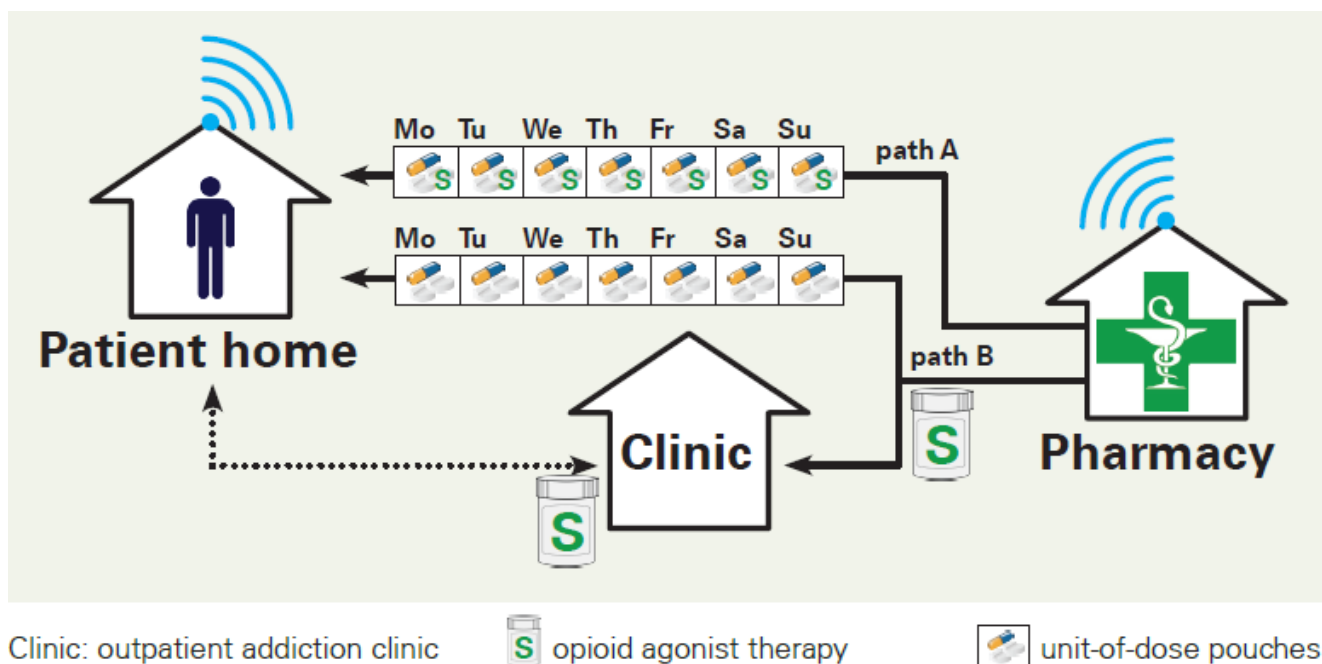 Mo Tu We Th Fr Sa Su
path A
S S S S S S S
Mo Tu We Th Fr Sa Su
Patient home
path B
Clinic
S
Pharmacy
S
Clinic: outpatient addiction clinic
S opioid agonist therapy
unit-of-dose pouches